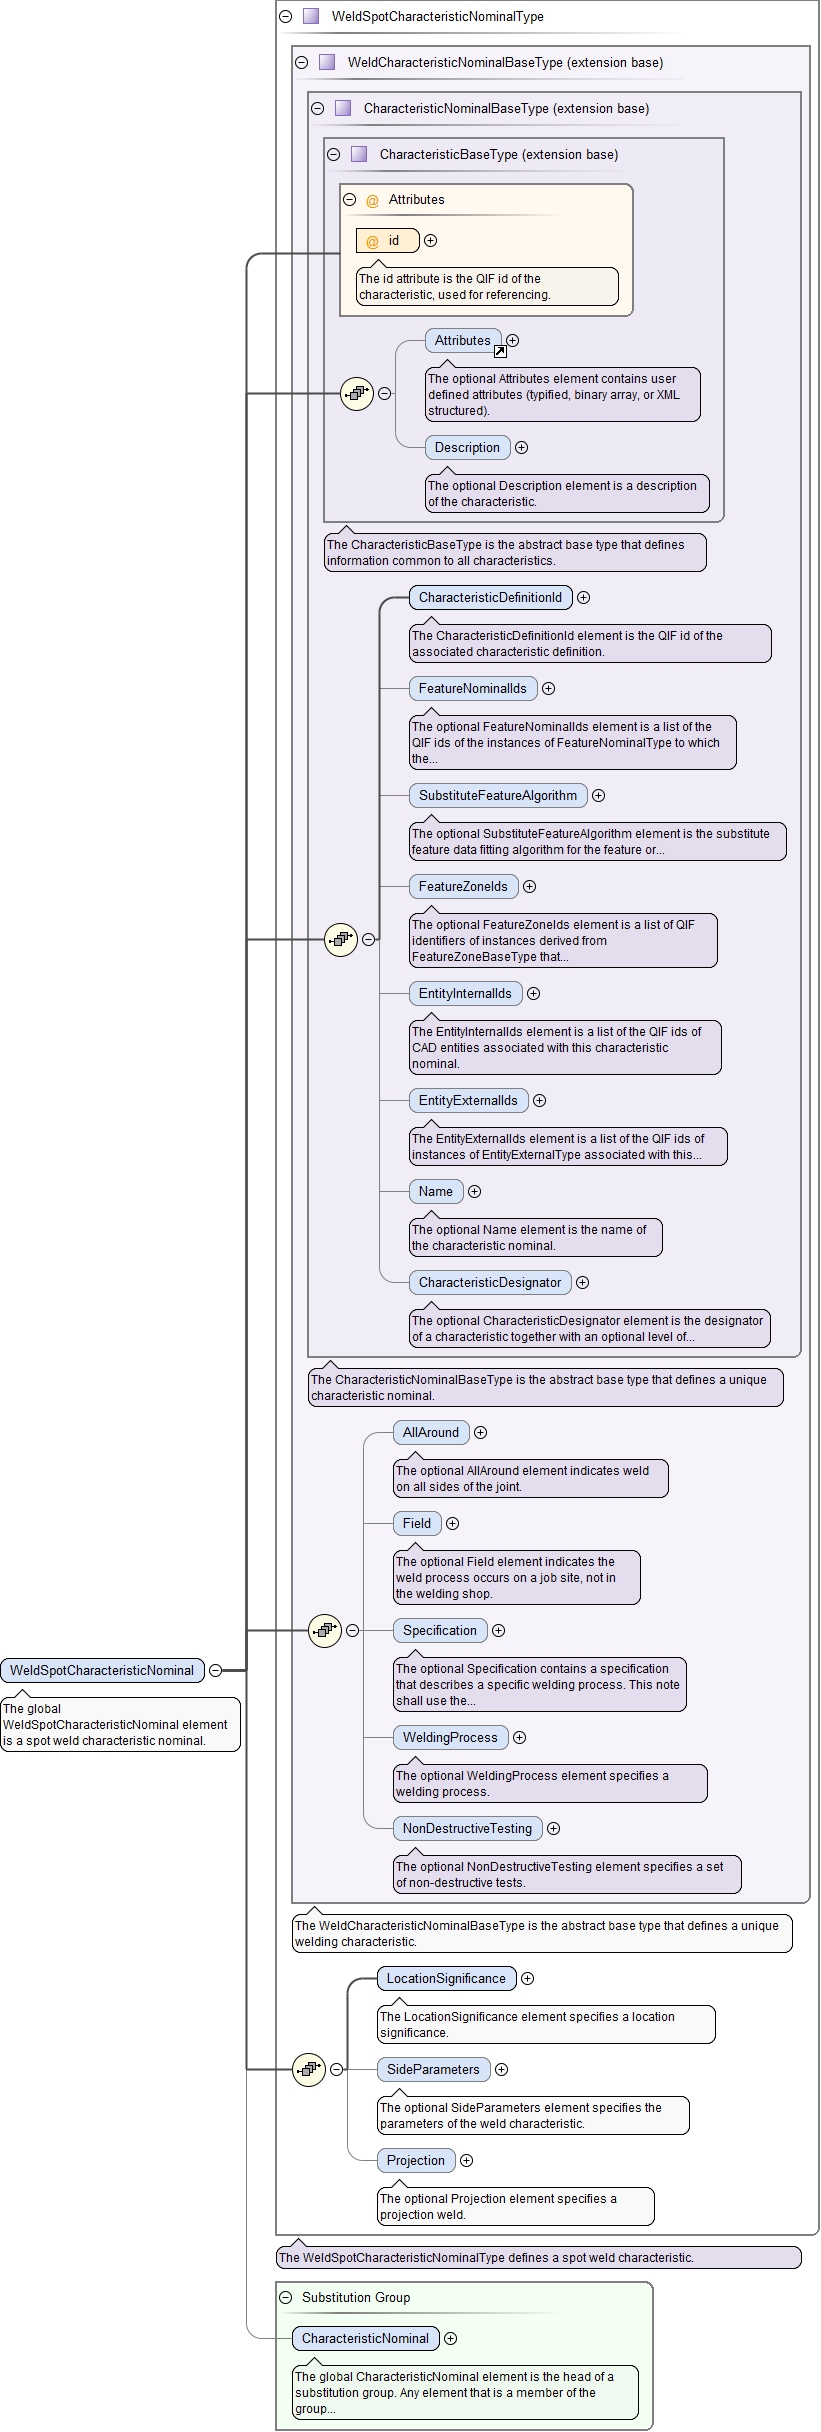 WeldSpotCharacteristicNominalType
WeldCharacteristicNominalBaseType (extension base)
CharacteristicNominalBaseType (extension base)
CharacteristicBaseType (extension base)
@ Attributes
@ id
The id attribute is the QIF id of the
characteristic, used for referencing.
Attributes
The optional Attributes element contains user
defined attributes (typified, binary array, or XML
structured).
Description
The optional Description element is a description
of the characteristic.
The CharacteristicBaseType is the abstract base type that defines
information common to all characteristics.
CharacteristicDefinitionId
The CharacteristicDefinitionId element is the QIF id of the
associated characteristic definition.
FeatureNominalIds
The optional FeatureNominalIds element is a list of the
QIF ids of the instances of FeatureNominalType to which
the...
SubstituteFeatureAlgorithm
The optional SubstituteFeatureAlgorithm element is the substitute
feature data fitting algorithm for the feature or...
FeatureZoneIds
The optional FeatureZoneIds element is a list of QIF
identifiers of instances derived from
FeatureZoneBaseType that...
EntityInternalIds
The EntityInternalIds element is a list of the QIF ids of
CAD entities associated with this characteristic
nominal.
EntityExternalIds
The EntityExternalIds element is a list of the QIF ids of
instances of EntityExternalType associated with this...
Name
The optional Name element is the name of
the characteristic nominal.
CharacteristicDesignator
The optional CharacteristicDesignator element is the designator
of a characteristic together with an optional level of...
The CharacteristicNominalBaseType is the abstract base type that defines a unique
characteristic nominal.
AllAround
The optional AllAround element indicates weld
on all sides of the joint.
Field
The optional Field element indicates the
weld process occurs on a job site, not in
the welding shop.
Specification
The optional Specification contains a specification
that describes a specific welding process. This note
shall use the...
WeldingProcess
The optional WeldingProcess element specifies a
welding process.
NonDestructiveTesting
The optional NonDestructiveTesting element specifies a set
of non-destructive tests.
WeldSpotCharacteristicNominal
The global
WeldSpotCharacteristicNominal element
is a spot weld characteristic nominal.
The WeldCharacteristicNominalBaseType is the abstract base type that defines a unique
welding characteristic.
LocationSignificance
The LocationSignificance element specifies a location
significance.
SideParameters
The optional SideParameters element specifies the
parameters of the weld characteristic.
Projection
The optional Projection element specifies a
projection weld.
The WeldSpotCharacteristicNominalType defines a spot weld characteristic.
Substitution Group
CharacteristicNominal
The global CharacteristicNominal element is the head of a
substitution group. Any element that is a member of the
group...